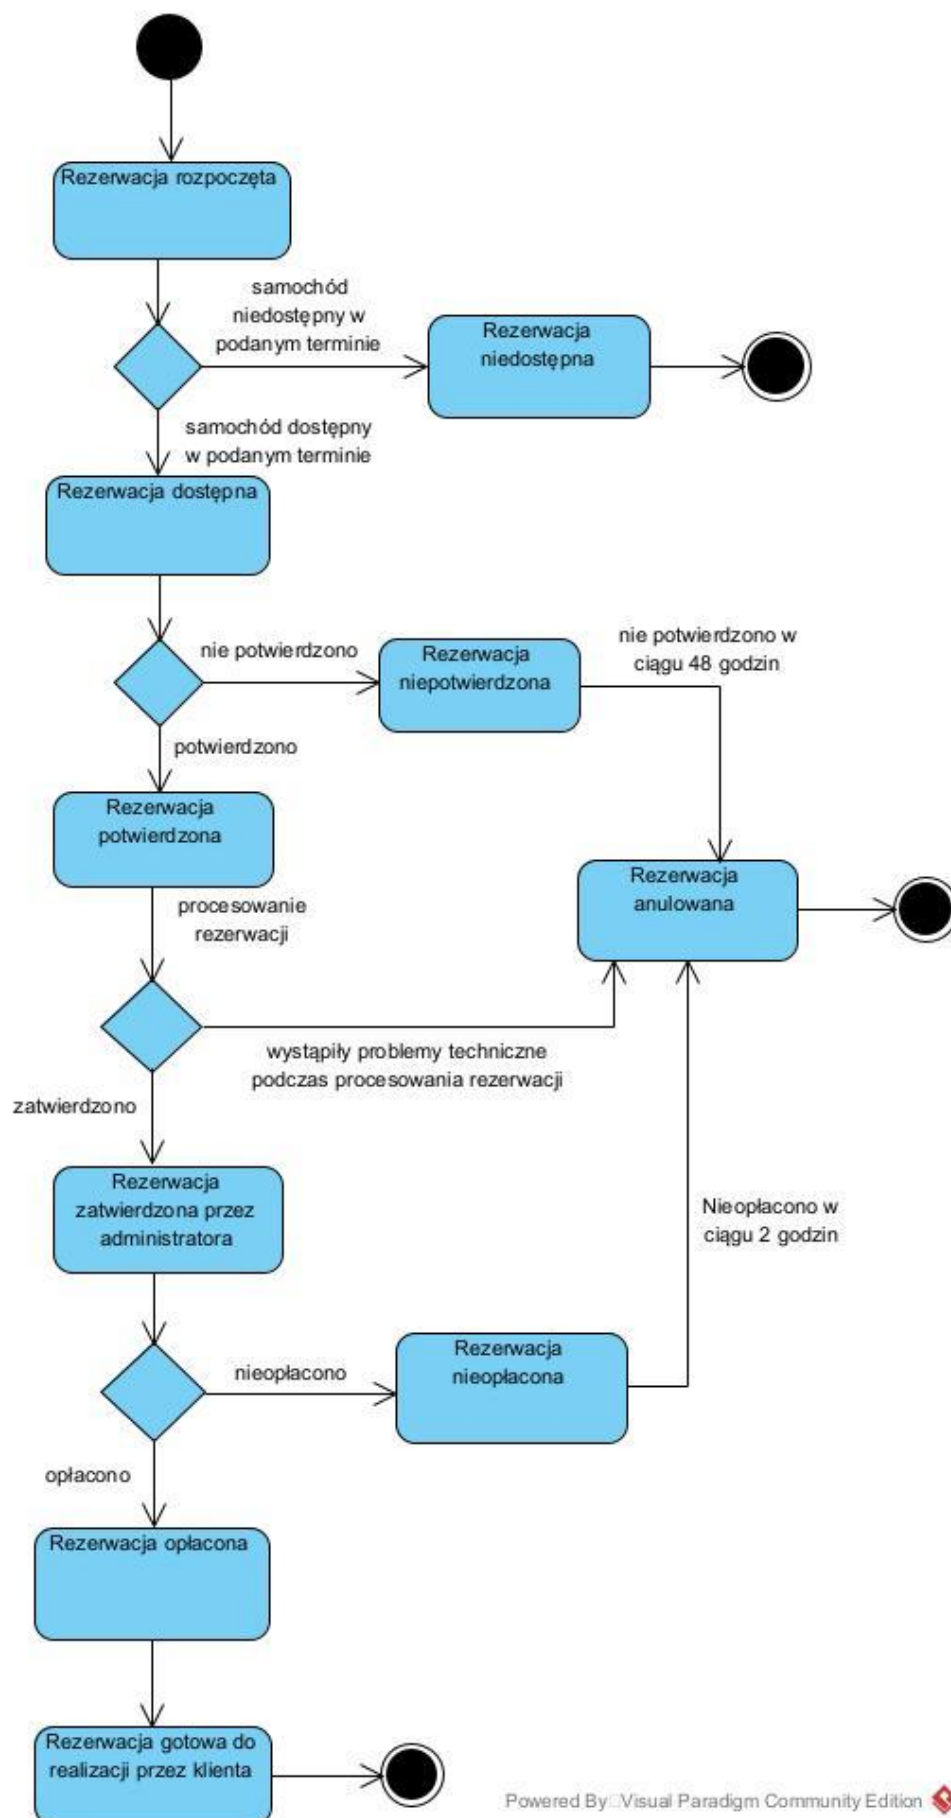 Rezerwacja rozpoczęta
samochód
niedostępny w
podanym terminie
Rezerwacja
niedostępna
samochód dostępny
w podanym terminie
Rezerwacja dostępna
nie potwierdzono
Rezerwacja
niepotwierdzona
nie potwierdzono w
ciągu 48 godzin
potwierdzono
Rezerwacja
potwierdzona
procesowanie
rezerwacji
Rezerwacja
anulowana
wystąpiły problemy techniczne
podczas procesowania rezerwacji
zatwierdzono
Rezerwacja
zatwierdzona przez
administratora
Nieopłacono w
ciągu 2 godzin
nieopłacono
Rezerwacja
nieopłacona
opłacono
Rezerwacja opłacona
Rezerwacja gotowa do
realizacji przez klienta
Powered By Visual Paradigm Community Edition